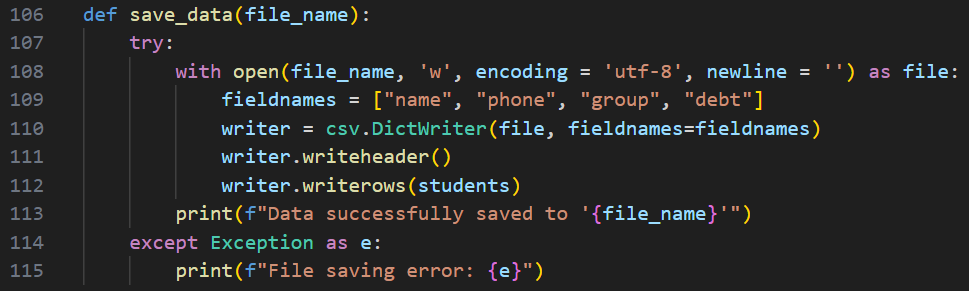 106 def save_data(file_name):
107     try:
108         with open(file_name, 'w', encoding = 'utf-8', newline = '') as file:
109             fieldnames = ["name", "phone", "group", "debt"]
110             writer = csv.DictWriter(file, fieldnames=fieldnames)
111             writer.writeheader()
112             writer.writerows(students)
113         print(f"Data successfully saved to '{file_name}'")
114     except Exception as e:
115         print(f"File saving error: {e}")